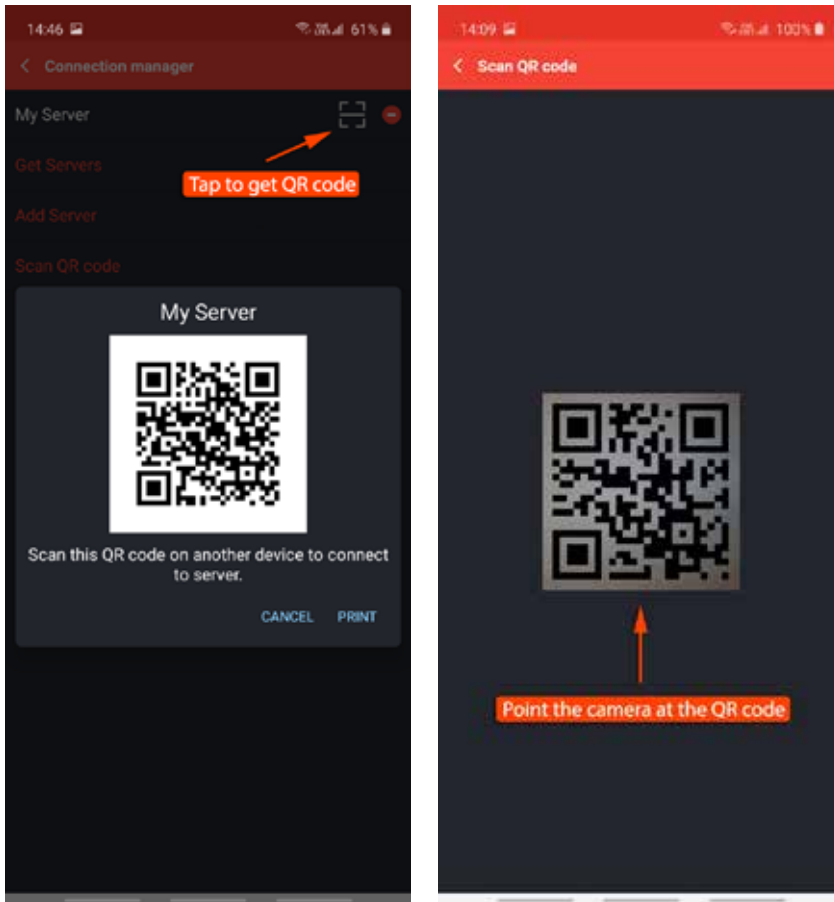 14:46
61%
Connection manager
My Server
Get Servers
Tap to get QR code
Add Server
Scan QR code
My Server
Scan this QR code on another device to connect
to server.
CANCEL PRINT
14:09
100%
Scan QR code
Point the camera at the QR code